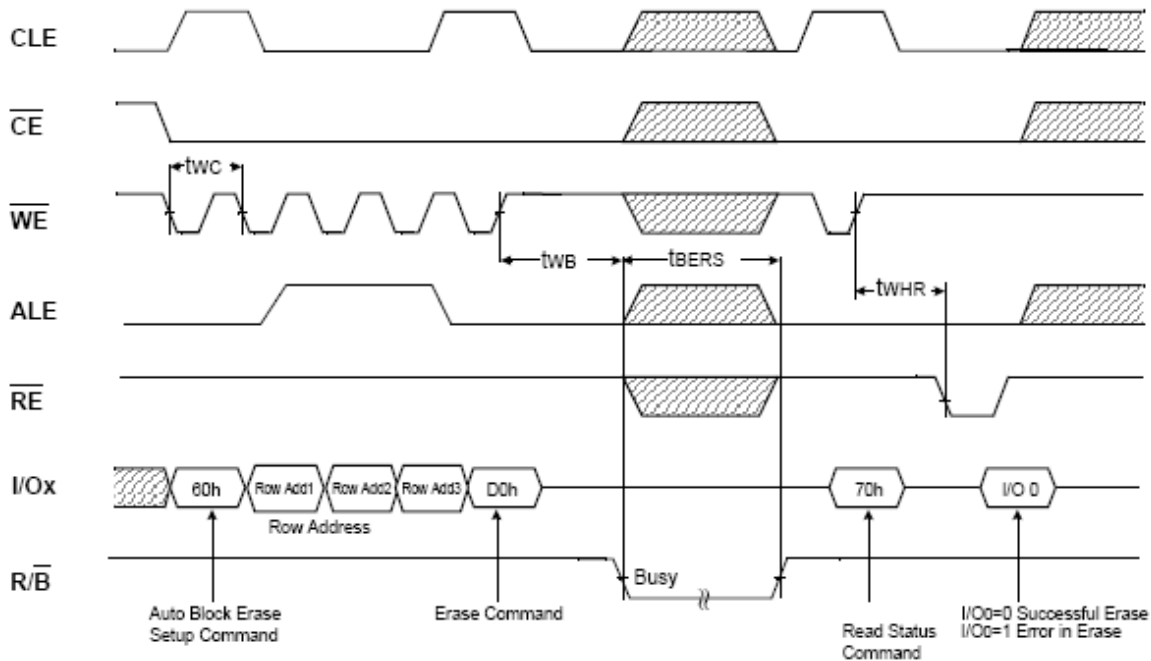 CLE
CE
tWC
WE
tWB
tBERS
tWHR
ALE
RE
I/Ox
60h
Row Add1
Row Add2
Row Add3
D0h
70h
I/O 0
Row Address
R/B
Busy
Auto Block Erase
Setup Command
Erase Command
Read Status
Command
I/O0=0 Successful Erase
I/O0=1 Error in Erase